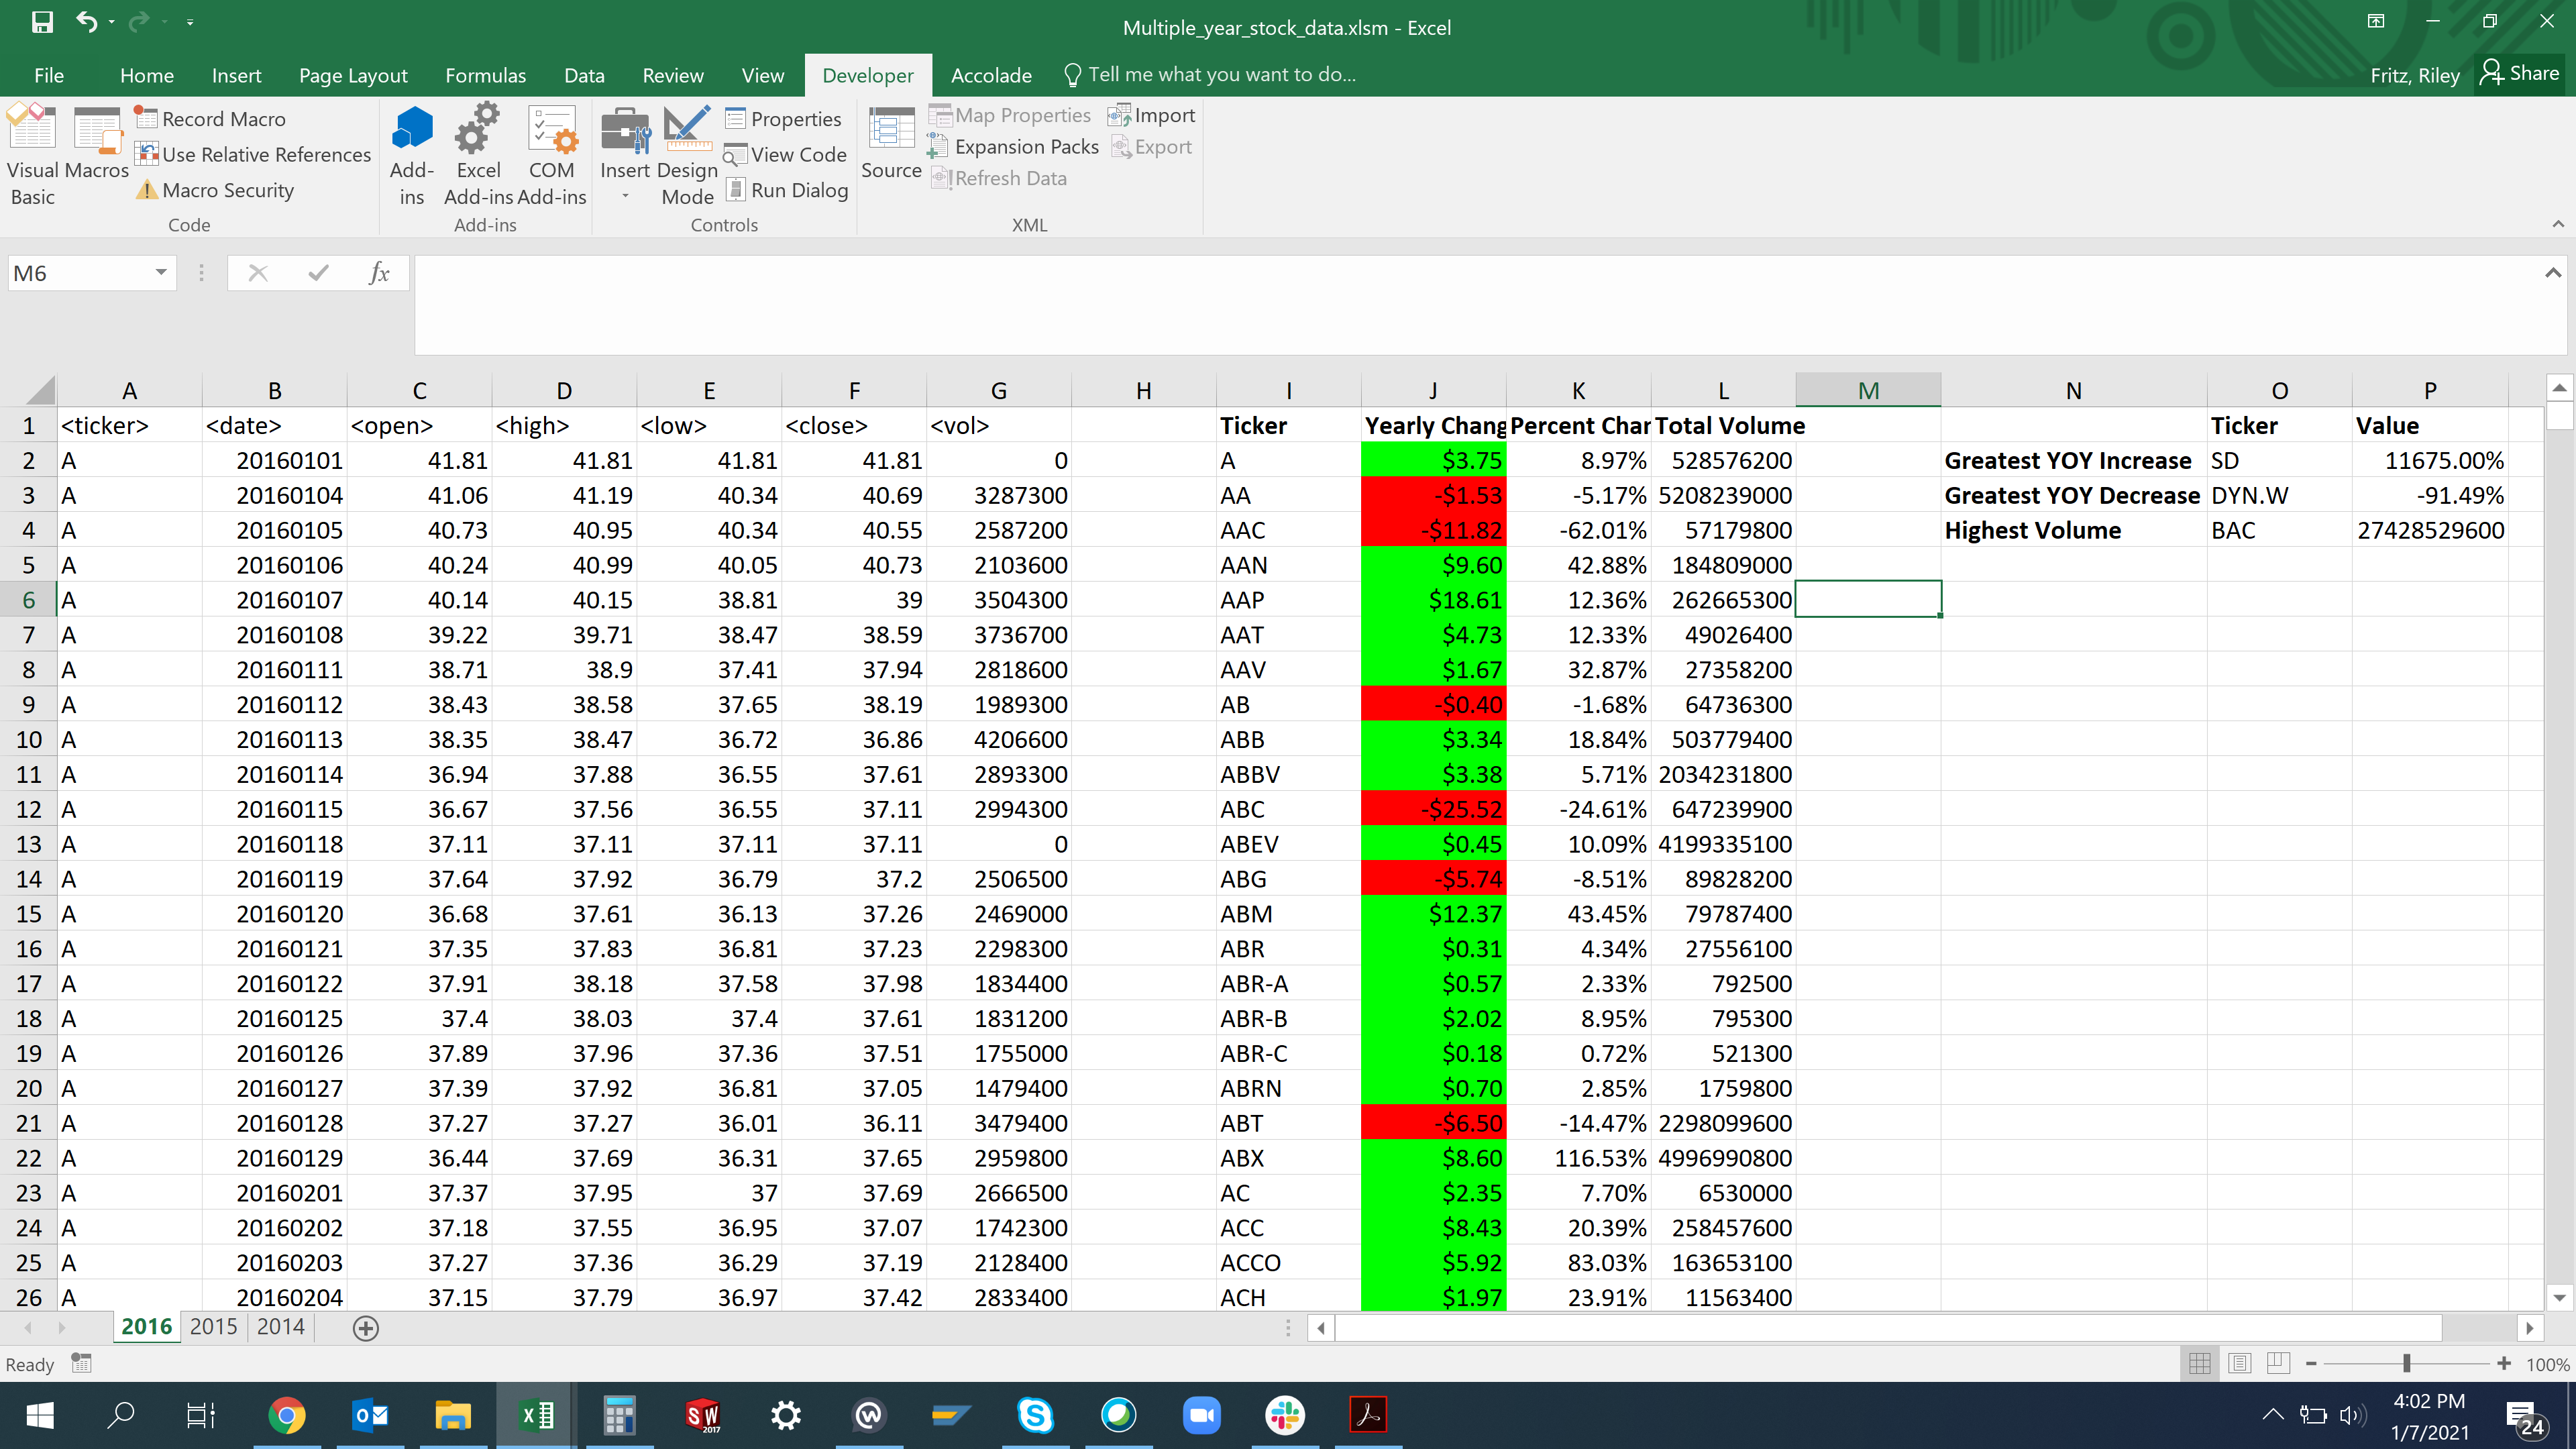 Multiple_year_stock_data.xlsm - Excel
File Home Insert Page Layout Formulas Data Review View Developer Accolade Tell me what you want to do... Fritz, Riley Share
Visual Basic Macros Record Macro Use Relative References Macro Security
Add-ins Excel Add-ins COM Add-ins
Insert Design Mode Properties View Code Run Dialog
Source Map Properties Expansion Packs Refresh Data Import Export
Code Add-ins Controls XML
M6 fx
A B C D E F G H I J K L M N O P
1 <ticker> <date> <open> <high> <low> <close> <vol> Ticker Yearly Chang Percent Char Total Volume Ticker Value
2 A 20160101 41.81 41.81 41.81 41.81 0 A $3.75 8.97% 528576200 Greatest YOY Increase SD 11675.00%
3 A 20160104 41.06 41.19 40.34 40.69 3287300 AA -$1.53 -5.17% 5208239000 Greatest YOY Decrease DYN.W -91.49%
4 A 20160105 40.73 40.95 40.34 40.55 2587200 AAC -$11.82 -62.01% 57179800 Highest Volume BAC 27428529600
5 A 20160106 40.24 40.99 40.05 40.73 2103600 AAN $9.60 42.88% 184809000
6 A 20160107 40.14 40.15 38.81 39 3504300 AAP $18.61 12.36% 262665300
7 A 20160108 39.22 39.71 38.47 38.59 3736700 AAT $4.73 12.33% 49026400
8 A 20160111 38.71 38.9 37.41 37.94 2818600 AAV $1.67 32.87% 27358200
9 A 20160112 38.43 38.58 37.65 38.19 1989300 AB -$0.40 -1.68% 64736300
10 A 20160113 38.35 38.47 36.72 36.86 4206600 ABB $3.34 18.84% 503779400
11 A 20160114 36.94 37.88 36.55 37.61 2893300 ABBV $3.38 5.71% 2034231800
12 A 20160115 36.67 37.56 36.55 37.11 2994300 ABC -$25.52 -24.61% 647239900
13 A 20160118 37.11 37.11 37.11 37.11 0 ABEV $0.45 10.09% 4199335100
14 A 20160119 37.64 37.92 36.79 37.2 2506500 ABG -$5.74 -8.51% 89828200
15 A 20160120 36.68 37.61 36.13 37.26 2469000 ABM $12.37 43.45% 79787400
16 A 20160121 37.35 37.83 36.81 37.23 2298300 ABR $0.31 4.34% 27556100
17 A 20160122 37.91 38.18 37.58 37.98 1834400 ABR-A $0.57 2.33% 792500
18 A 20160125 37.4 38.03 37.4 37.61 1831200 ABR-B $2.02 8.95% 795300
19 A 20160126 37.89 37.96 37.36 37.51 1755000 ABR-C $0.18 0.72% 521300
20 A 20160127 37.39 37.92 36.81 37.05 1479400 ABRN $0.70 2.85% 1759800
21 A 20160128 37.27 37.27 36.01 36.11 3479400 ABT -$6.50 -14.47% 2298099600
22 A 20160129 36.44 37.69 36.31 37.65 2959800 ABX $8.60 116.53% 4996990800
23 A 20160201 37.37 37.95 37 37.69 2666500 AC $2.35 7.70% 6530000
24 A 20160202 37.18 37.55 36.95 37.07 1742300 ACC $8.43 20.39% 258457600
25 A 20160203 37.27 37.36 36.29 37.19 2128400 ACCO $5.92 83.03% 163653100
26 A 20160204 37.15 37.79 36.97 37.42 2833400 ACH $1.97 23.91% 11563400
2016 2015 2014
Ready 100%
4:02 PM
1/7/2021
24
SW 2017